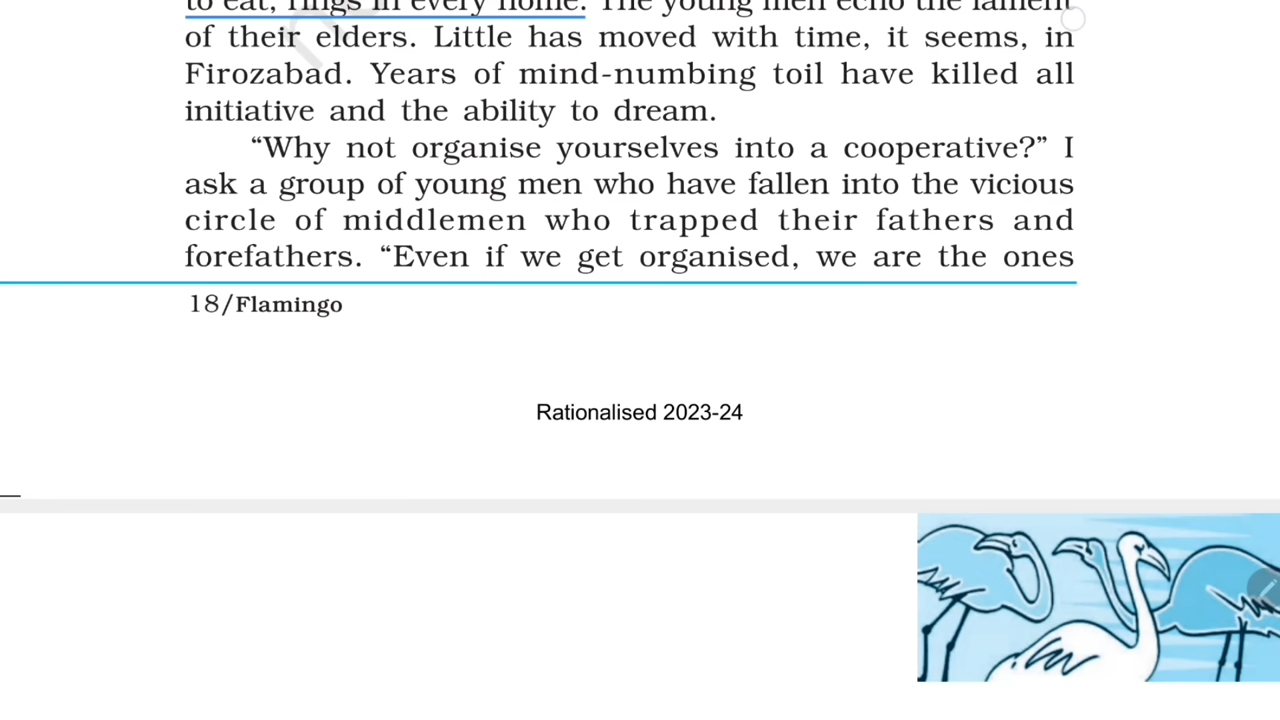 to eat, rings in every home. The young men echo the lament
of their elders. Little has moved with time, it seems, in
Firozabad. Years of mind-numbing toil have killed all
initiative and the ability to dream.
“Why not organise yourselves into a cooperative?” I
ask a group of young men who have fallen into the vicious
circle of middlemen who trapped their fathers and
forefathers. “Even if we get organised, we are the ones
18/Flamingo
Rationalised 2023-24